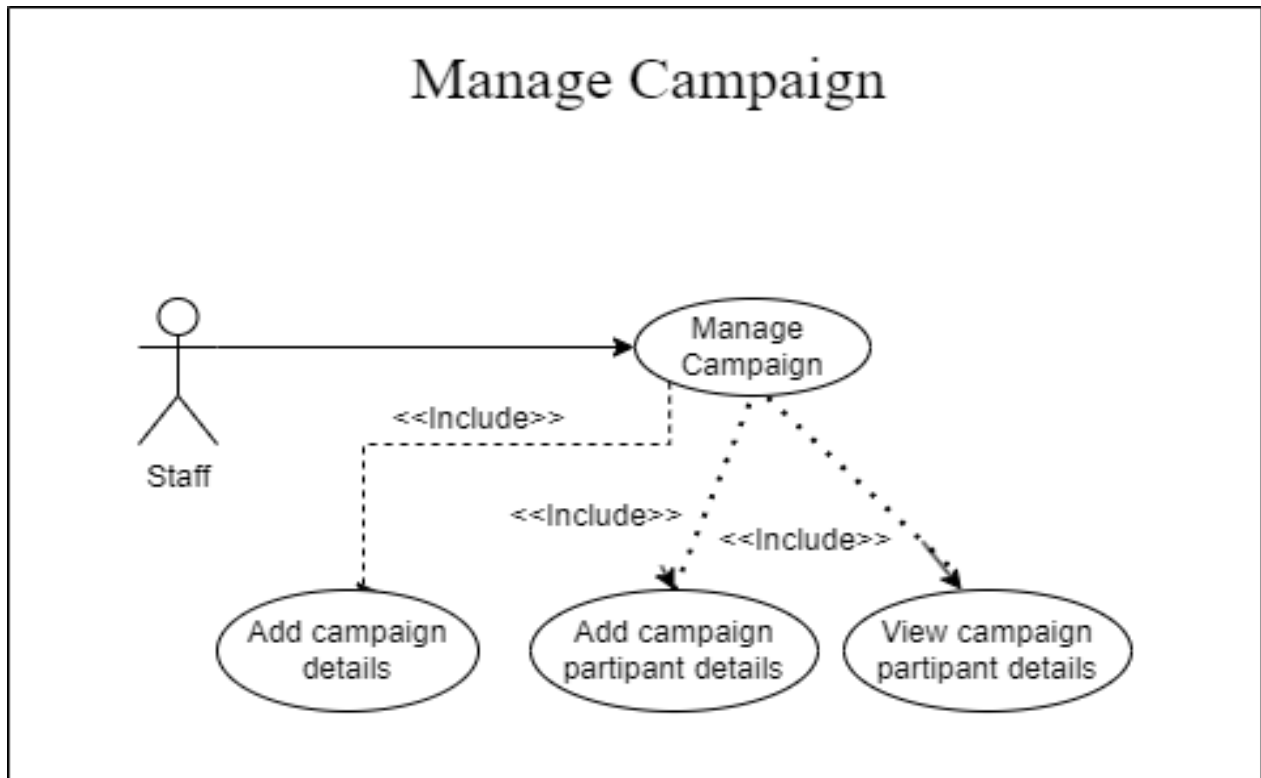 Manage Campaign
Manage
Campaign
<<Include>>
Staff
<<Include>>
<<Include>>
Add campaign
details
Add campaign
partipant details
View campaign
partipant details